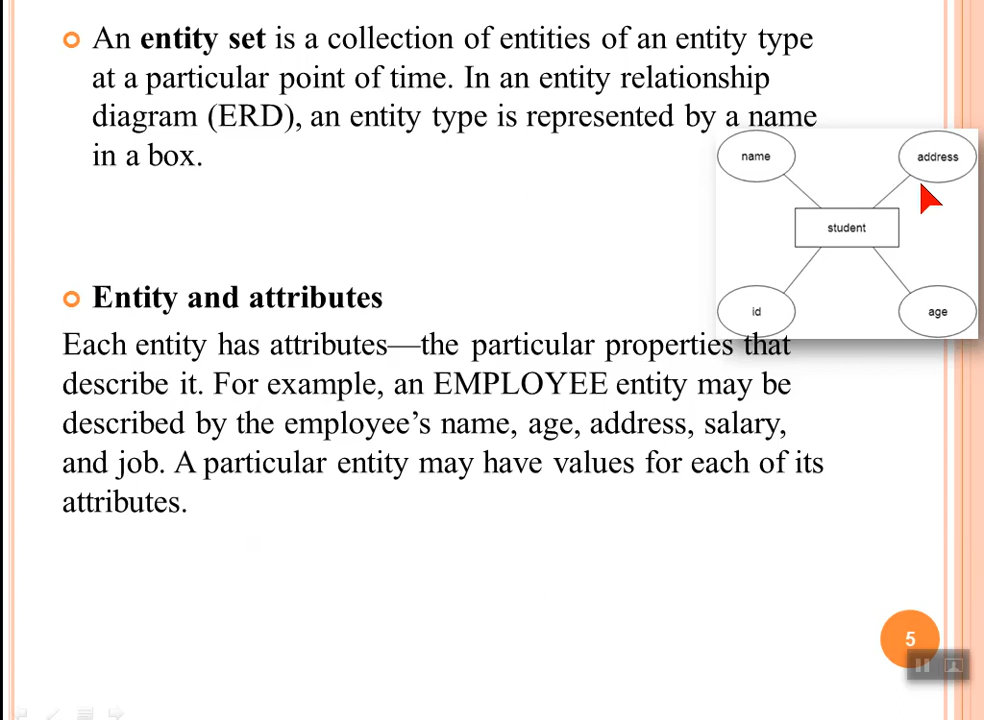 An entity set is a collection of entities of an entity type
at a particular point of time. In an entity relationship
diagram (ERD), an entity type is represented by a name
in a box.
name
address
student
id
age
Entity and attributes
Each entity has attributes—the particular properties that
describe it. For example, an EMPLOYEE entity may be
described by the employee’s name, age, address, salary,
and job. A particular entity may have values for each of its
attributes.
5